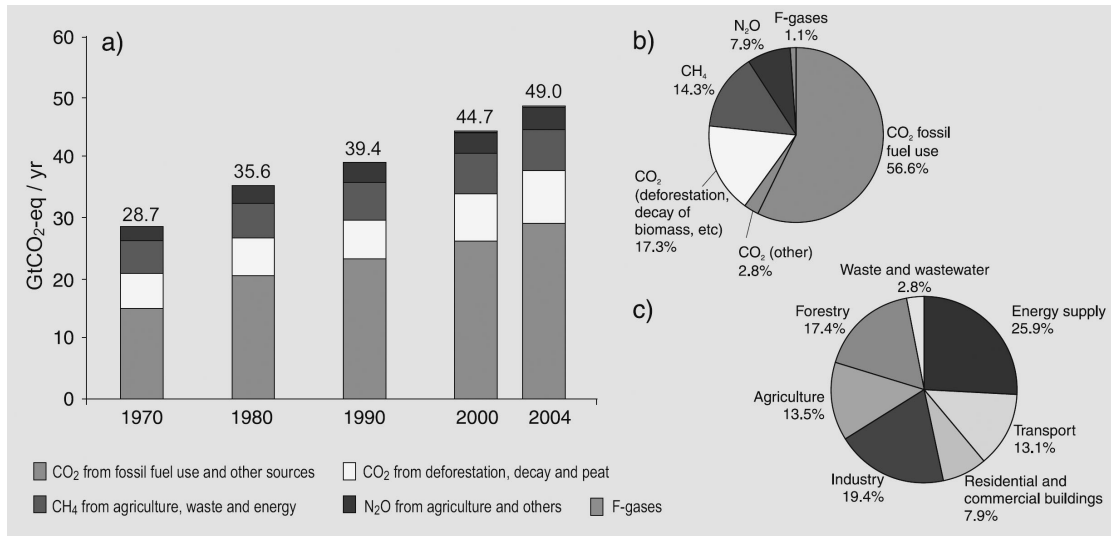 a)
GtCO₂-eq / yr
60
50
40
30
20
10
0
28.7
35.6
39.4
44.7
49.0
1970
1980
1990
2000
2004
CO₂ from fossil fuel use and other sources
CO₂ from deforestation, decay and peat
CH₄ from agriculture, waste and energy
N₂O from agriculture and others
F-gases
b)
F-gases
1.1%
N₂O
7.9%
CH₄
14.3%
CO₂ fossil
fuel use
56.6%
CO₂
(deforestation,
decay of
biomass, etc)
17.3%
CO₂ (other)
2.8%
c)
Waste and wastewater
2.8%
Forestry
17.4%
Energy supply
25.9%
Agriculture
13.5%
Transport
13.1%
Industry
19.4%
Residential and
commercial buildings
7.9%